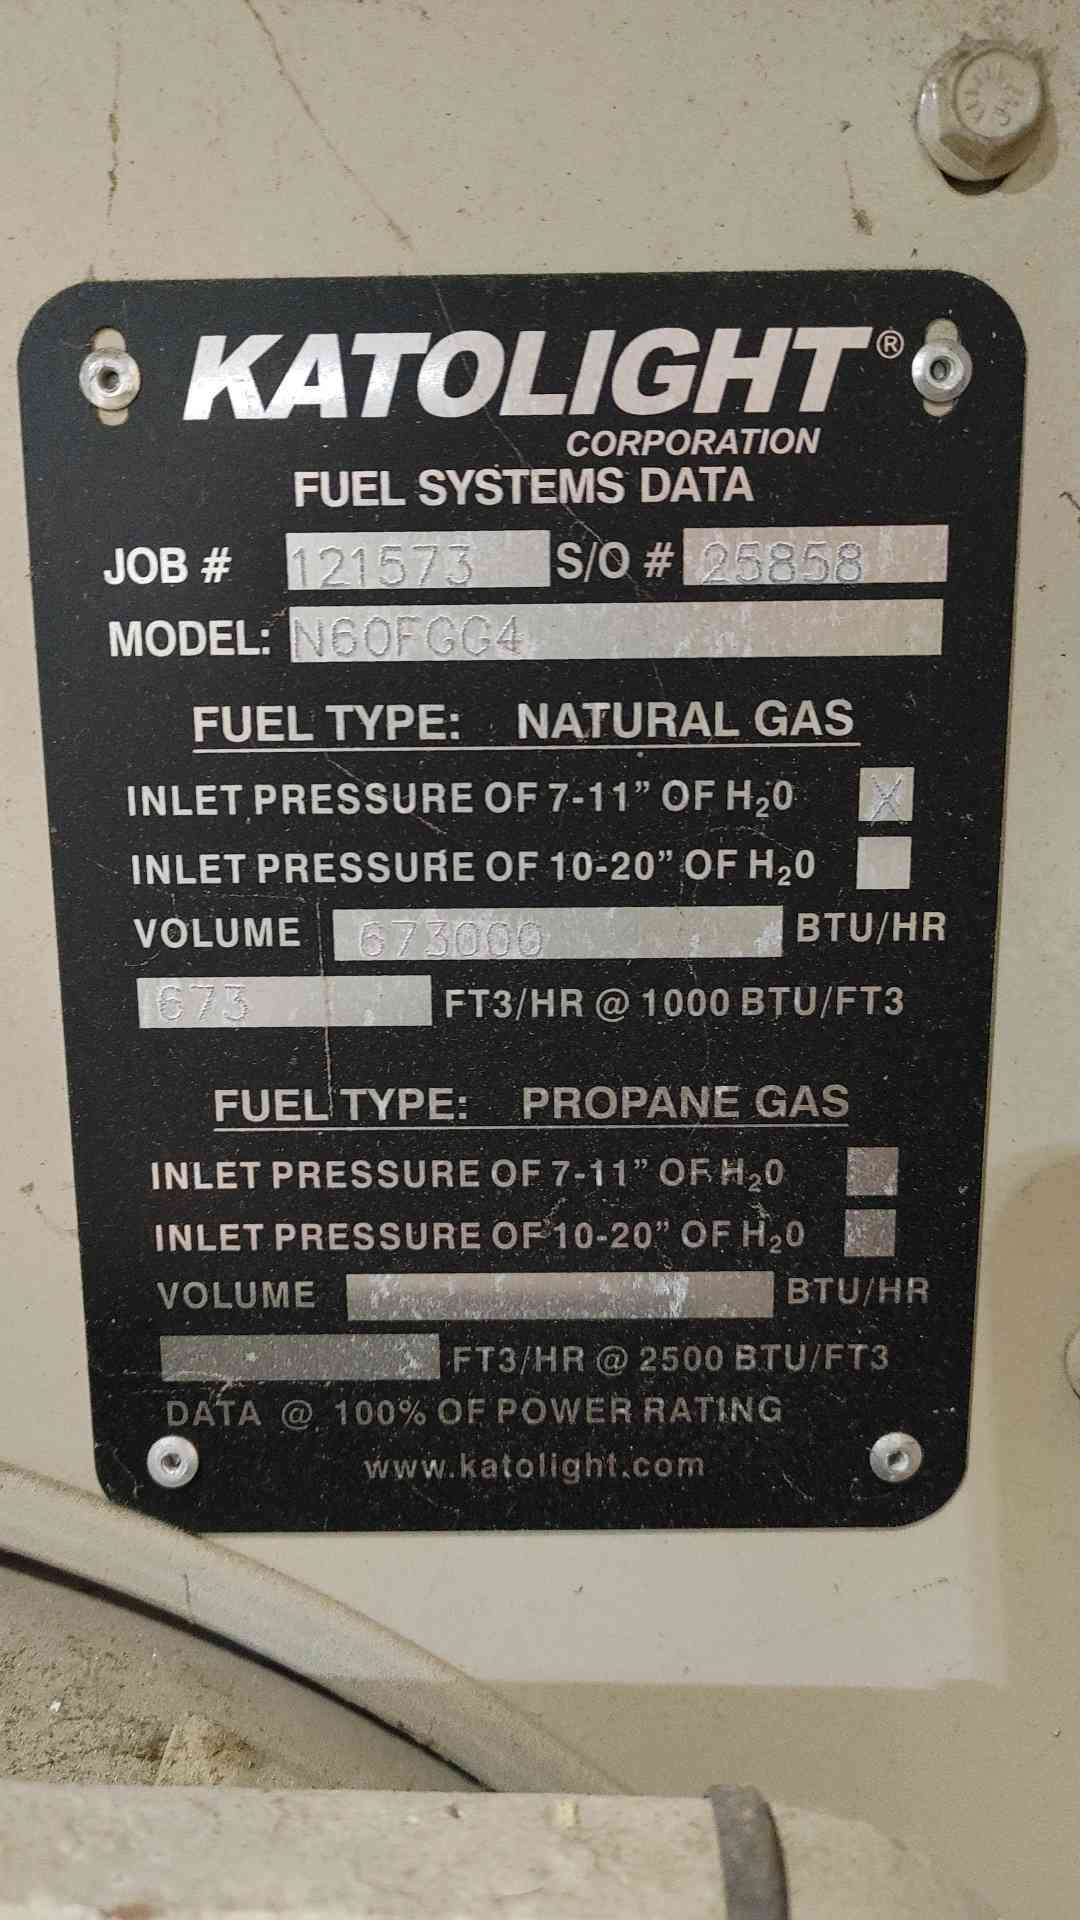 KATOLIGHT®
CORPORATION
FUEL SYSTEMS DATA
JOB # 121573 S/O # 25858
MODEL: N60FGG4
FUEL TYPE: NATURAL GAS
INLET PRESSURE OF 7-11" OF H₂0 X
INLET PRESSURE OF 10-20" OF H₂0
VOLUME 673000 BTU/HR
673 FT3/HR @ 1000 BTU/FT3
FUEL TYPE: PROPANE GAS
INLET PRESSURE OF 7-11" OF H₂0
INLET PRESSURE OF 10-20" OF H₂0
VOLUME BTU/HR
FT3/HR @ 2500 BTU/FT3
DATA @ 100% OF POWER RATING
www.katolight.com